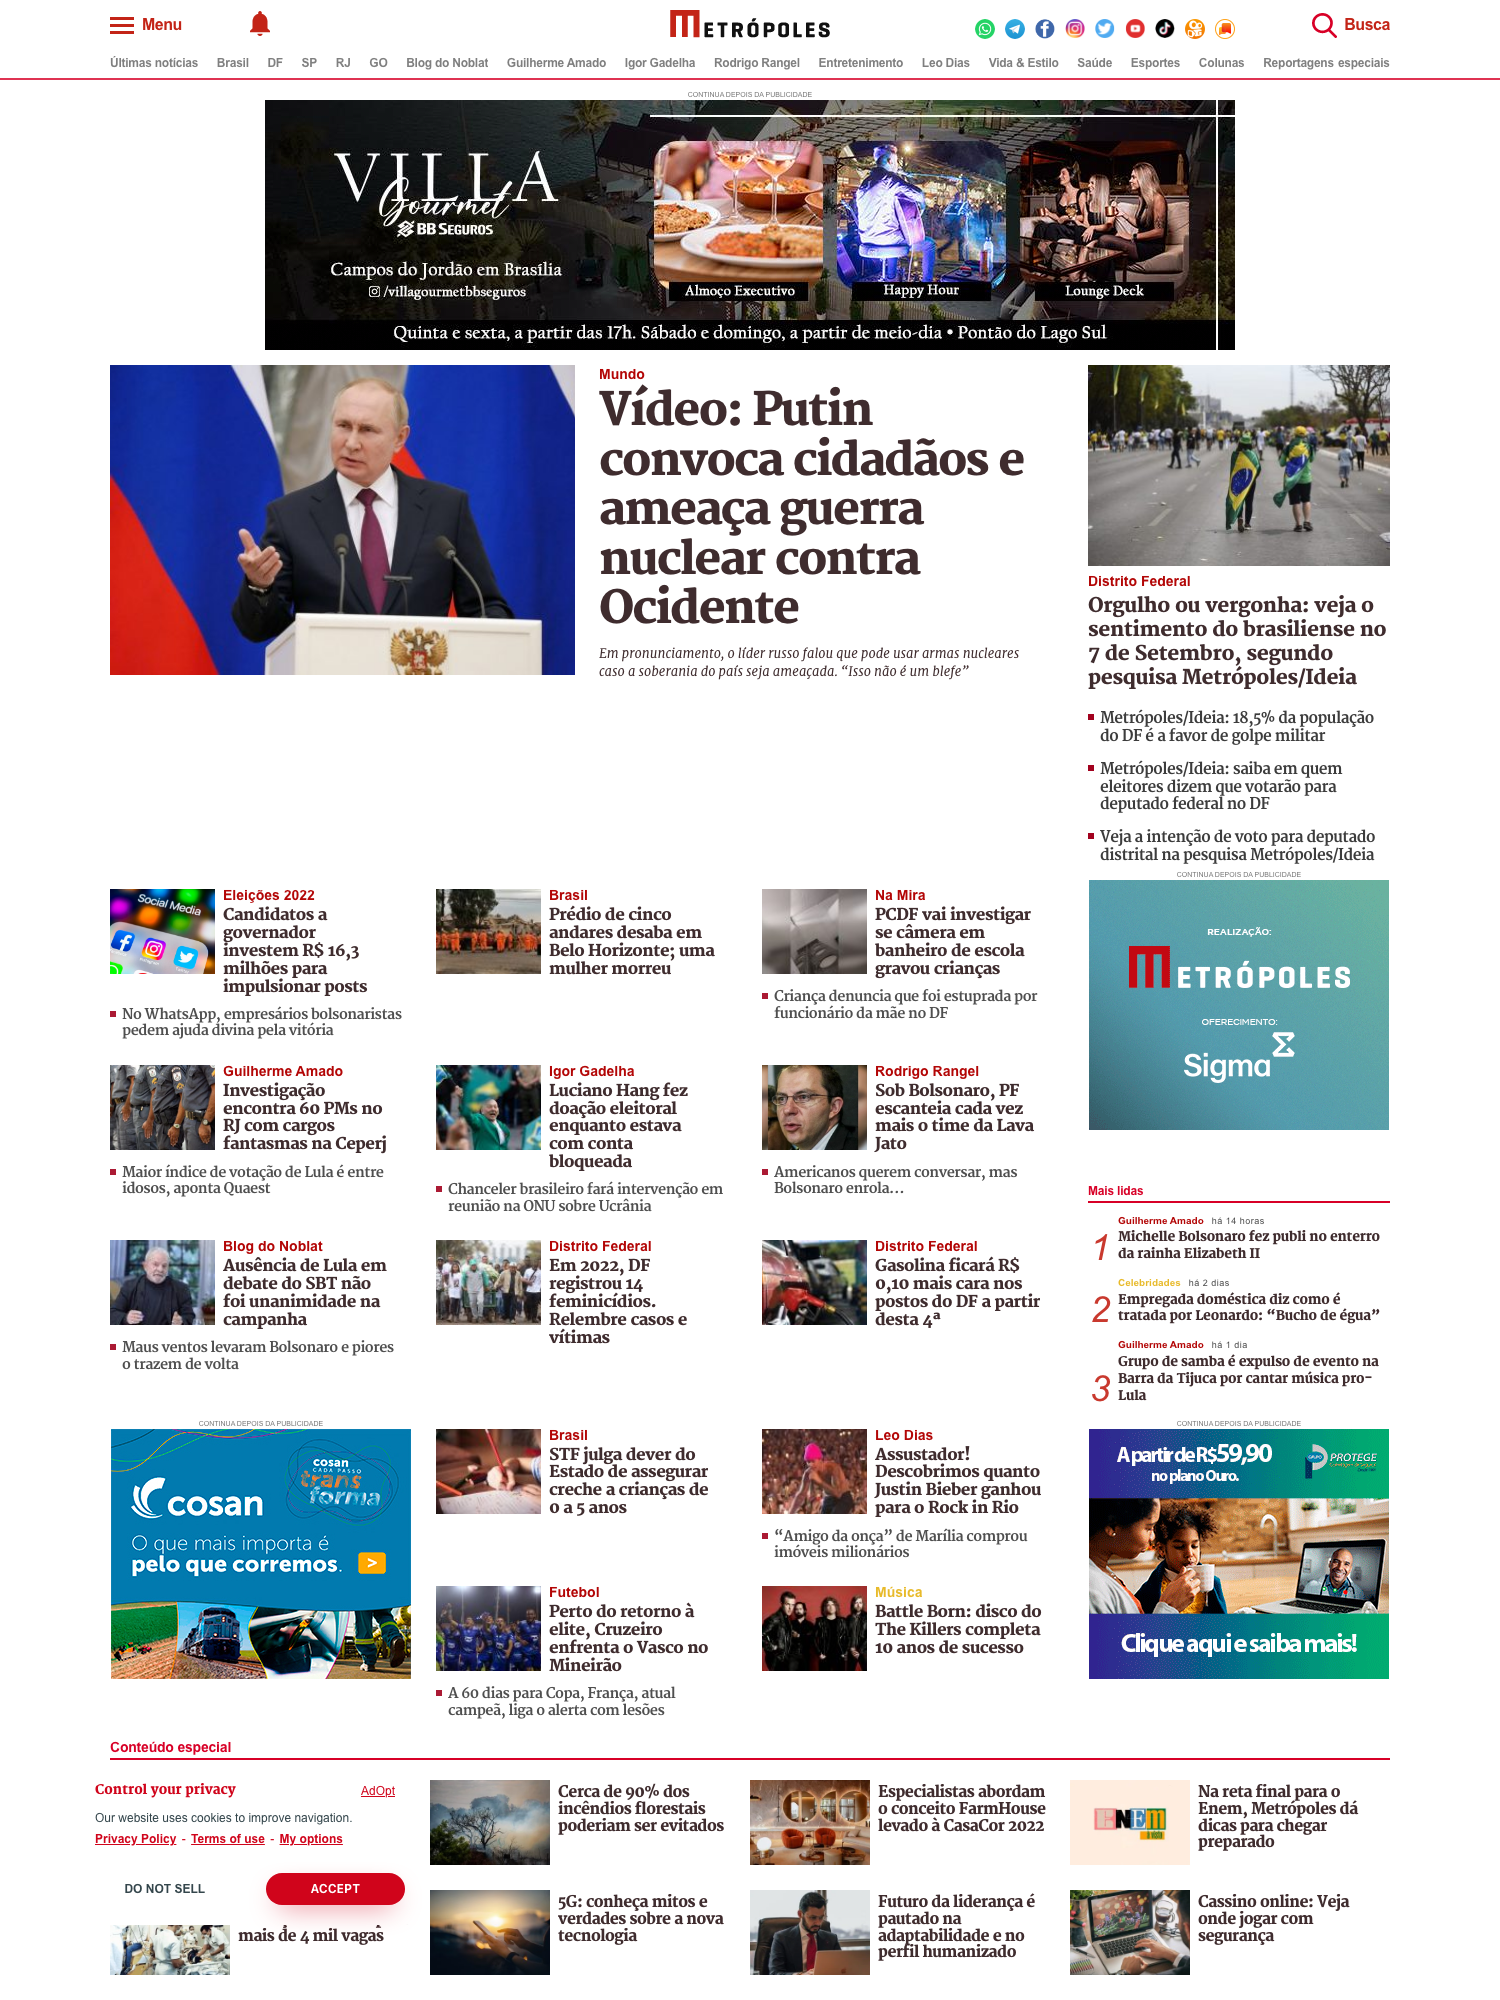 Menu
METRÓPOLES
Busca
Últimas notícias Brasil DF SP RJ GO Blog do Noblat Guilherme Amado Igor Gadelha Rodrigo Rangel Entretenimento Leo Dias Vida & Estilo Saúde Esportes Colunas Reportagens especiais
CONTINUA DEPOIS DA PUBLICIDADE
VILLA
Gourmet
BB SEGUROS
Campos do Jordão em Brasília
/villagourmetbbseguros
Almoço Executivo
Happy Hour
Lounge Deck
Quinta e sexta, a partir das 17h. Sábado e domingo, a partir de meio-dia • Pontão do Lago Sul
Mundo
Vídeo: Putin
convoca cidadãos e
ameaça guerra
nuclear contra
Ocidente
Em pronunciamento, o líder russo falou que pode usar armas nucleares
caso a soberania do país seja ameaçada. “Isso não é um blefe”
Distrito Federal
Orgulho ou vergonha: veja o
sentimento do brasiliense no
7 de Setembro, segundo
pesquisa Metrópoles/Ideia
Metrópoles/Ideia: 18,5% da população
do DF é a favor de golpe militar
Metrópoles/Ideia: saiba em quem
eleitores dizem que votarão para
deputado federal no DF
Veja a intenção de voto para deputado
distrital na pesquisa Metrópoles/Ideia
CONTINUA DEPOIS DA PUBLICIDADE
REALIZAÇÃO:
METRÓPOLES
OFERECIMENTO:
Sigma
Social Media
Eleições 2022
Candidatos a
governador
investem R$ 16,3
milhões para
impulsionar posts
No WhatsApp, empresários bolsonaristas
pedem ajuda divina pela vitória
Brasil
Prédio de cinco
andares desaba em
Belo Horizonte; uma
mulher morreu
Na Mira
PCDF vai investigar
se câmera em
banheiro de escola
gravou crianças
Criança denuncia que foi estuprada por
funcionário da mãe no DF
Guilherme Amado
Investigação
encontra 60 PMs no
RJ com cargos
fantasmas na Ceperj
Maior índice de votação de Lula é entre
idosos, aponta Quaest
Igor Gadelha
Luciano Hang fez
doação eleitoral
enquanto estava
com conta
bloqueada
Chanceler brasileiro fará intervenção em
reunião na ONU sobre Ucrânia
Rodrigo Rangel
Sob Bolsonaro, PF
escanteia cada vez
mais o time da Lava
Jato
Americanos querem conversar, mas
Bolsonaro enrola…
Blog do Noblat
Ausência de Lula em
debate do SBT não
foi unanimidade na
campanha
Maus ventos levaram Bolsonaro e piores
o trazem de volta
Distrito Federal
Em 2022, DF
registrou 14
feminicídios.
Relembre casos e
vítimas
Distrito Federal
Gasolina ficará R$
0,10 mais cara nos
postos do DF a partir
desta 4ª
Mais lidas
1
Guilherme Amado há 14 horas
Michelle Bolsonaro fez publi no enterro
da rainha Elizabeth II
2
Celebridades há 2 dias
Empregada doméstica diz como é
tratada por Leonardo: “Bucho de égua”
3
Guilherme Amado há 1 dia
Grupo de samba é expulso de evento na
Barra da Tijuca por cantar música pro-
Lula
CONTINUA DEPOIS DA PUBLICIDADE
cosan
CADA PASSO
transforma
cosan
O que mais importa é
pelo que corremos.
>
Brasil
STF julga dever do
Estado de assegurar
creche a crianças de
0 a 5 anos
Leo Dias
Assustador!
Descobrimos quanto
Justin Bieber ganhou
para o Rock in Rio
“Amigo da onça” de Marília comprou
imóveis milionários
Futebol
Perto do retorno à
elite, Cruzeiro
enfrenta o Vasco no
Mineirão
A 60 dias para Copa, França, atual
campeã, liga o alerta com lesões
Música
Battle Born: disco do
The Killers completa
10 anos de sucesso
CONTINUA DEPOIS DA PUBLICIDADE
A partir de R$59,90
no plano Ouro.
GRUPO
PROTEGE
Clique aqui e saiba mais!
Conteúdo especial
Control your privacy
AdOpt
Our website uses cookies to improve navigation.
Privacy Policy - Terms of use - My options
DO NOT SELL
ACCEPT
mais de 4 mil vagas
Cerca de 90% dos
incêndios florestais
poderiam ser evitados
Especialistas abordam
o conceito FarmHouse
levado à CasaCor 2022
ENEM
Na reta final para o
Enem, Metrópoles dá
dicas para chegar
preparado
5G: conheça mitos e
verdades sobre a nova
tecnologia
Futuro da liderança é
pautado na
adaptabilidade e no
perfil humanizado
Cassino online: Veja
onde jogar com
segurança